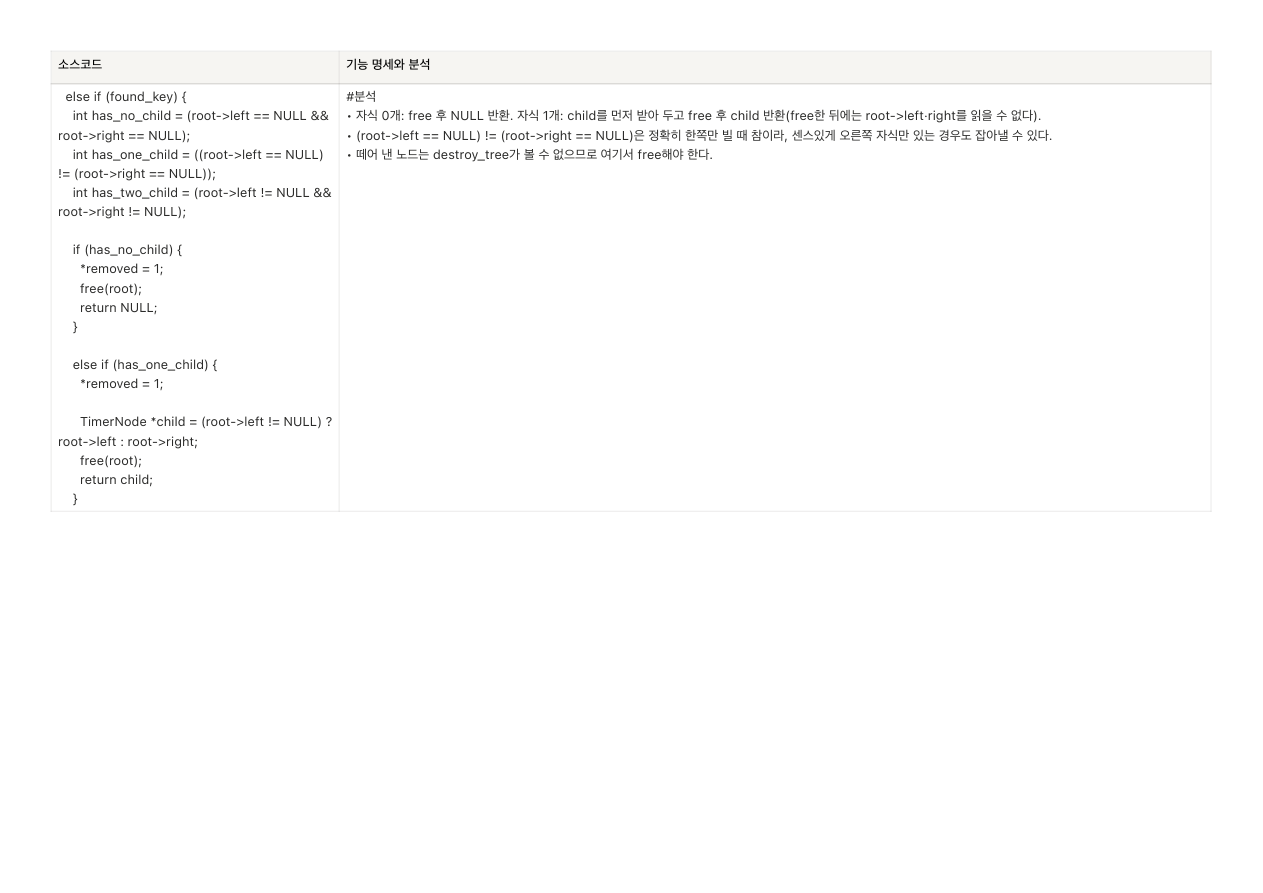 소스코드
기능 명세와 분석
else if (found_key) {
int has_no_child = (root->left == NULL &&
root->right == NULL);
int has_one_child = ((root->left == NULL)
!= (root->right == NULL));
int has_two_child = (root->left != NULL &&
root->right != NULL);
if (has_no_child) {
*removed = 1;
free(root);
return NULL;
}
else if (has_one_child) {
*removed = 1;
TimerNode *child = (root->left != NULL) ?
root->left : root->right;
free(root);
return child;
}
#분석
• 자식 0개: free 후 NULL 반환. 자식 1개: child를 먼저 받아 두고 free 후 child 반환(free한 뒤에는 root->left·right를 읽을 수 없다).
• (root->left == NULL) != (root->right == NULL)은 정확히 한쪽만 빌 때 참이라, 센스있게 오른쪽 자식만 있는 경우도 잡아낼 수 있다.
• 떼어 낸 노드는 destroy_tree가 볼 수 없으므로 여기서 free해야 한다.